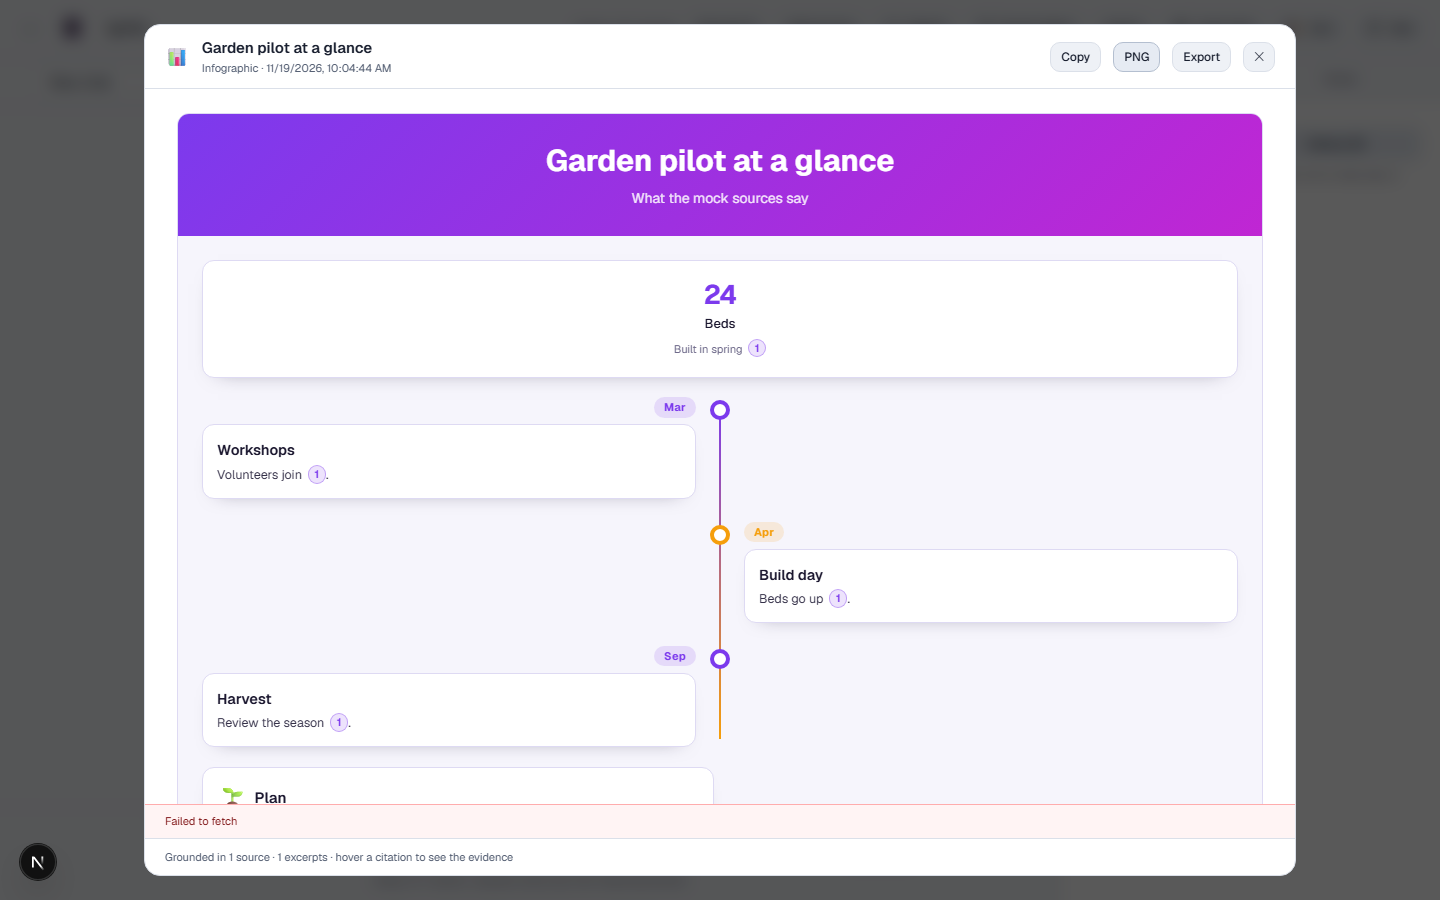 Garden pilot at a glance
Infographic · 11/19/2026, 10:04:44 AM
Copy
PNG
Export
Garden pilot at a glance
What the mock sources say
24
Beds
Built in spring 1
Mar
Workshops
Volunteers join 1.
Apr
Build day
Beds go up 1.
Sep
Harvest
Review the season 1.
Plan
Failed to fetch
Grounded in 1 source · 1 excerpts · hover a citation to see the evidence
N